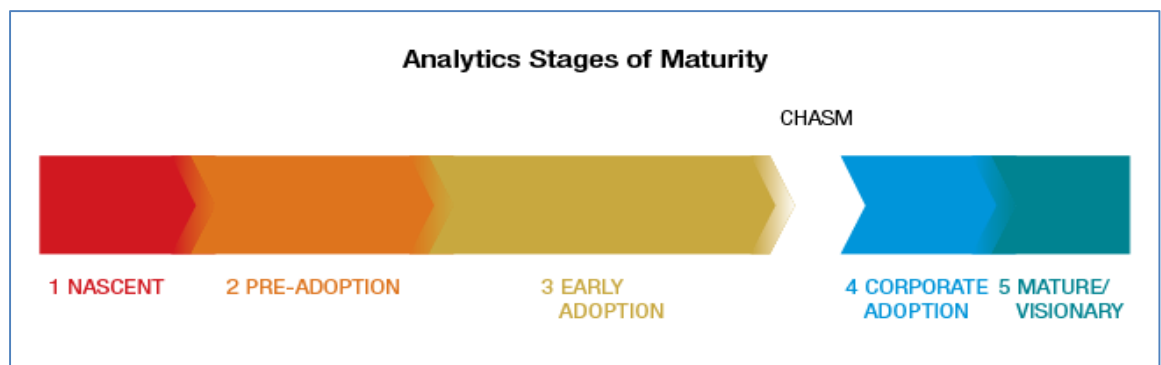 Analytics Stages of Maturity
CHASM
1 NASCENT
2 PRE-ADOPTION
3 EARLY
ADOPTION
4 CORPORATE
ADOPTION
5 MATURE/
VISIONARY